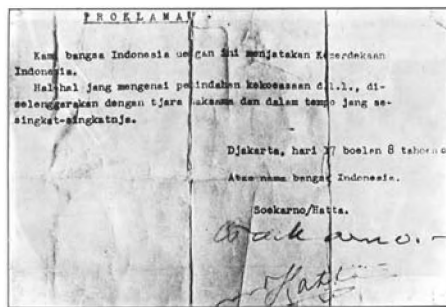 P R O K L A M A S I
Kami bangsa Indonesia dengan ini menjatakan Kemerdekaan
Indonesia.
Hal-hal jang mengenai pemindahan kekoeasaan d.l.l., di-
selenggarakan dengan tjara saksama dan dalam tempo jang se-
singkat-singkatnja.
Djakarta, hari 17 boelan 8 tahoen
Atas nama bangsa Indonesia.
Soekarno/Hatta.
Soekarno.-
Hatta